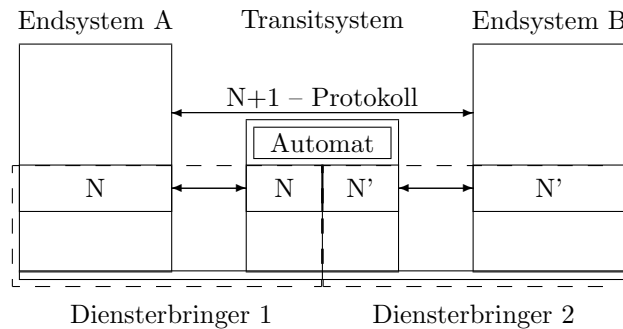 Endsystem A Transitsystem Endsystem B
N+1 – Protokoll
Automat
N N N' N'
Diensterbringer 1 Diensterbringer 2